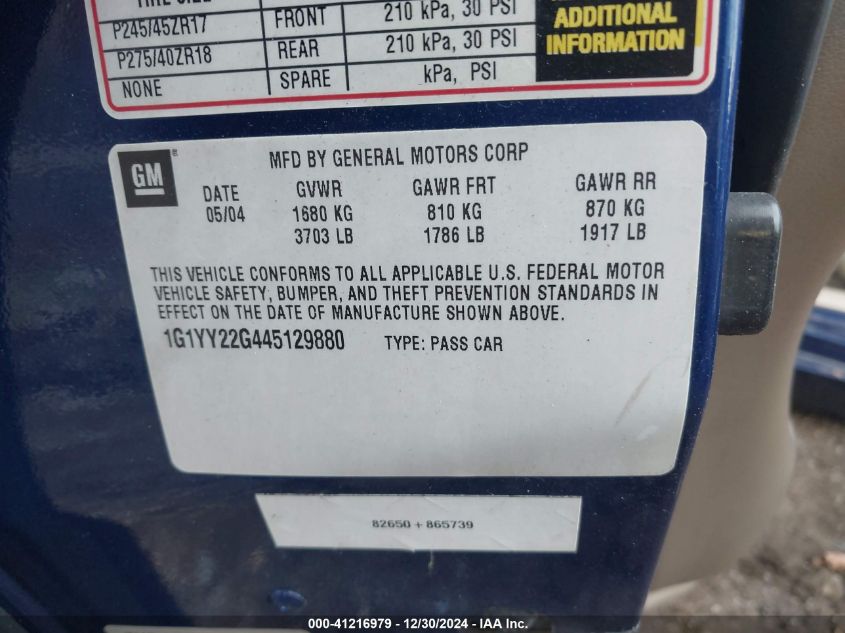 P245/45ZR17 FRONT 210 kPa, 30 PSI
P275/40ZR18 REAR 210 kPa, 30 PSI
NONE SPARE kPa, PSI
ADDITIONAL
INFORMATION
GM ®
MFD BY GENERAL MOTORS CORP
DATE GVWR GAWR FRT GAWR RR
05/04 1680 KG 810 KG 870 KG
3703 LB 1786 LB 1917 LB
THIS VEHICLE CONFORMS TO ALL APPLICABLE U.S. FEDERAL MOTOR
VEHICLE SAFETY, BUMPER, AND THEFT PREVENTION STANDARDS IN
EFFECT ON THE DATE OF MANUFACTURE SHOWN ABOVE.
1G1YY22G445129880 TYPE: PASS CAR
82650 + 865739
000-41216979 - 12/30/2024 - IAA Inc.